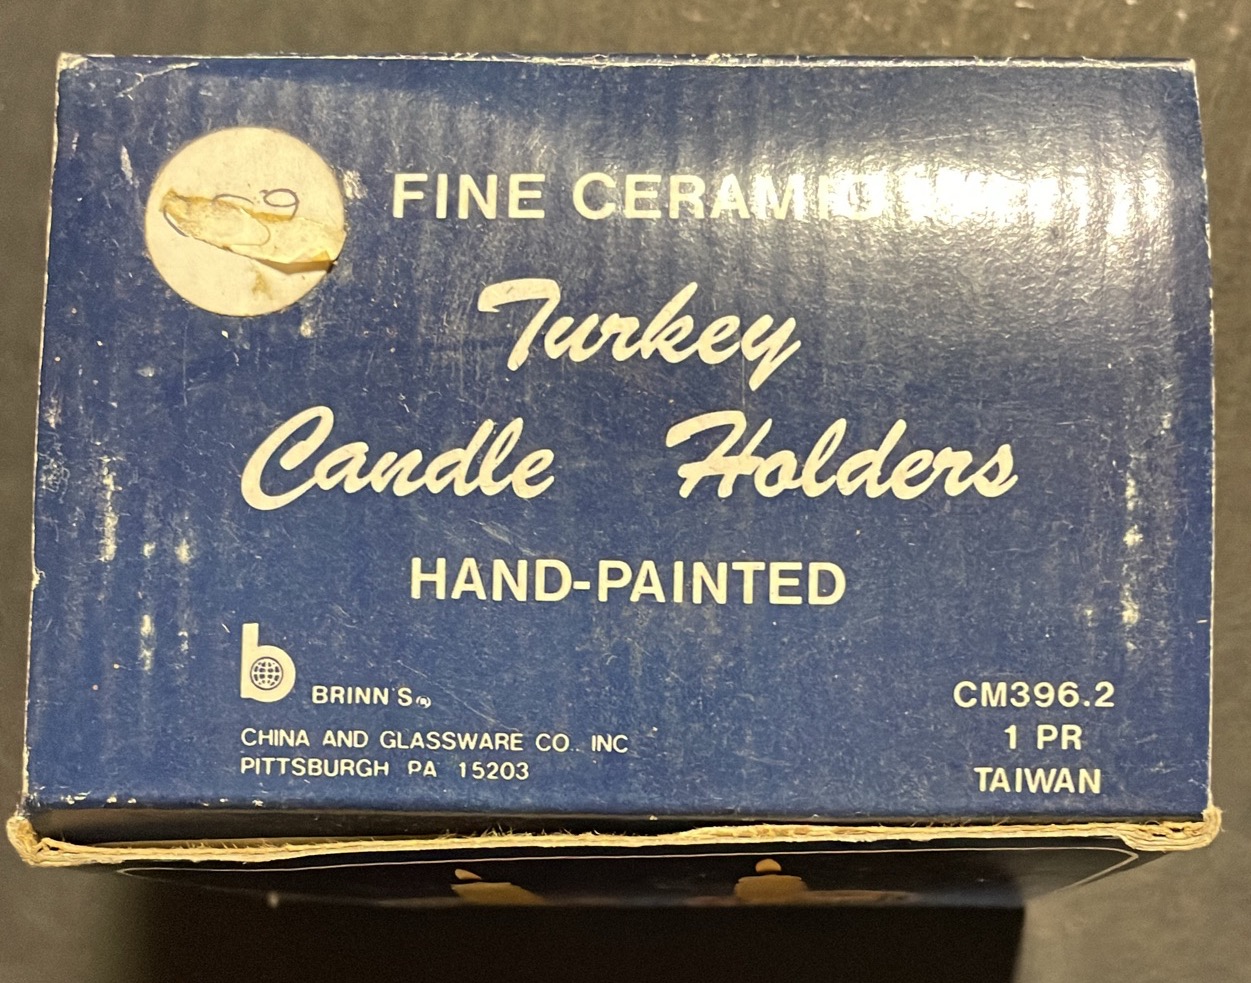 FINE CERAMIC
Turkey
Candle Holders
HAND-PAINTED
b
BRINN'S®
CHINA AND GLASSWARE CO. INC
PITTSBURGH PA 15203
CM396.2
1 PR
TAIWAN